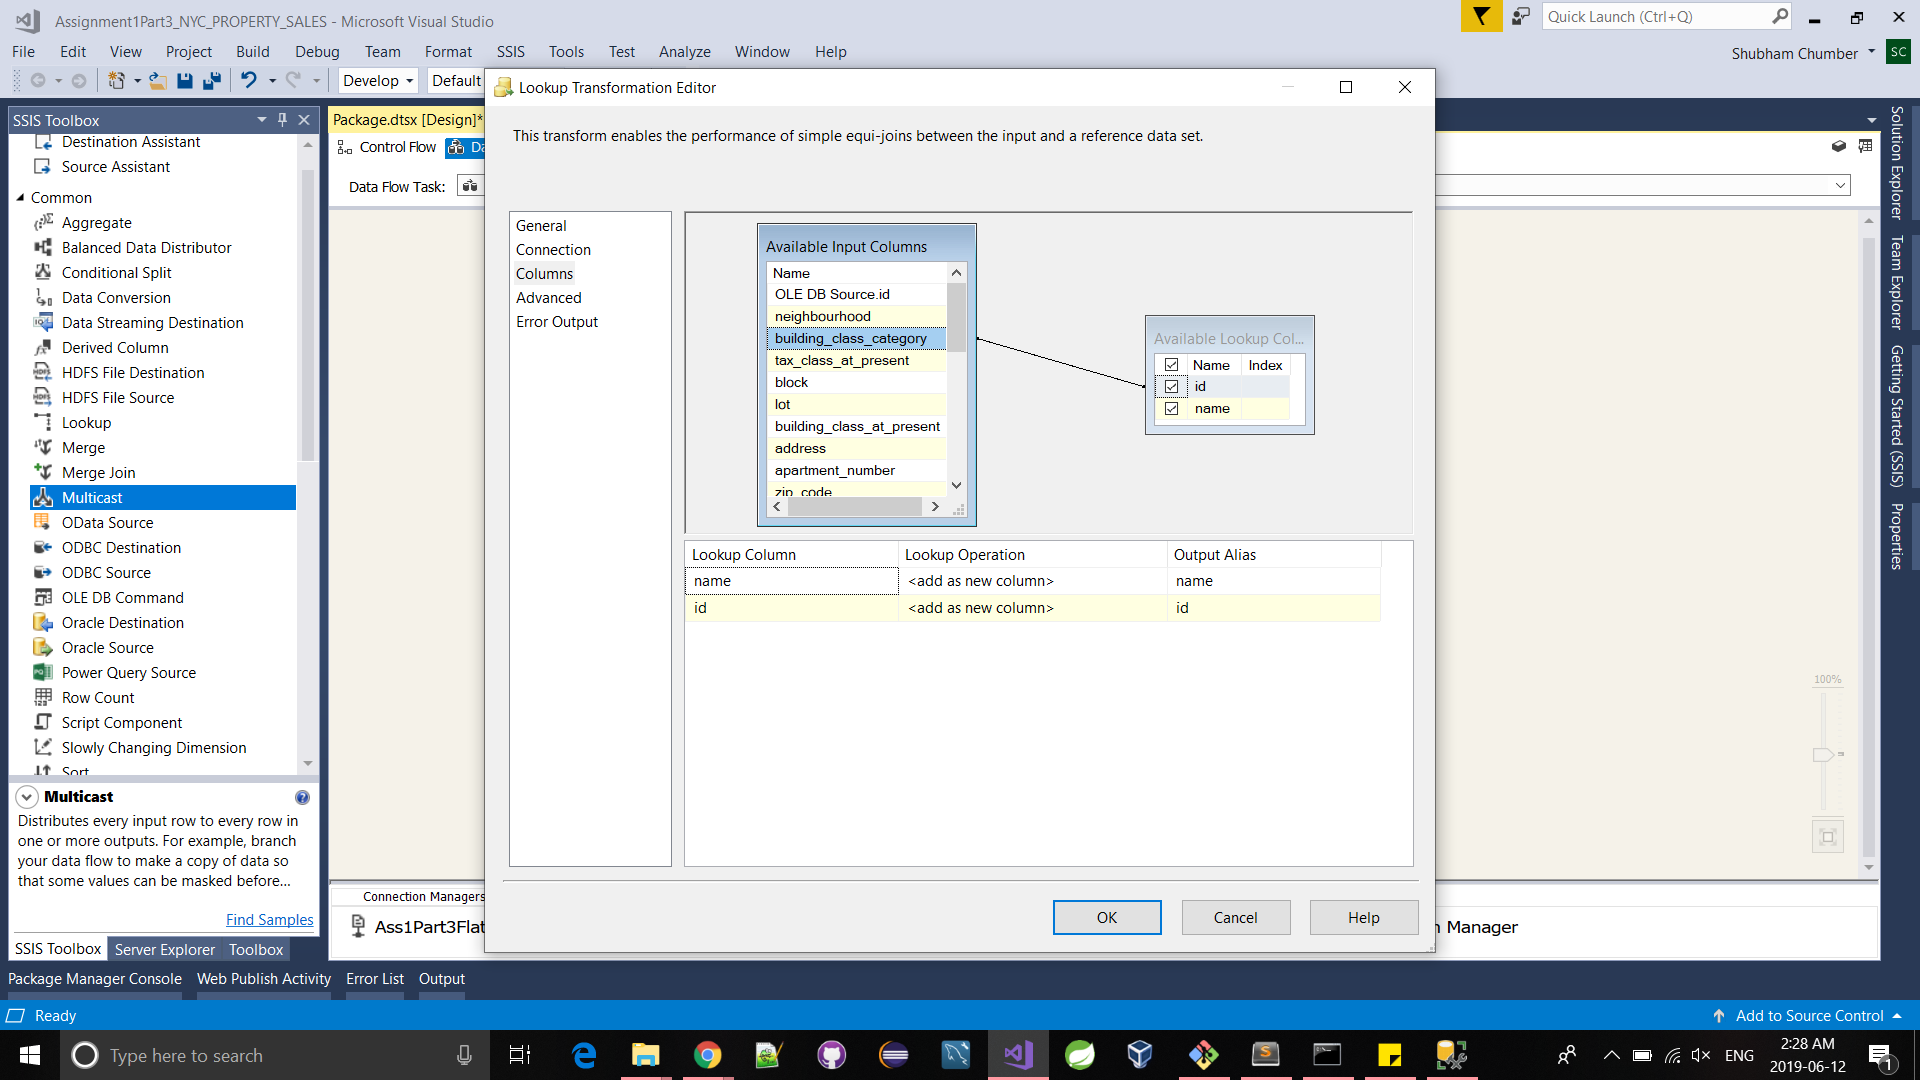 Assignment1Part3_NYC_PROPERTY_SALES - Microsoft Visual Studio
Quick Launch (Ctrl+Q)
File Edit View Project Build Debug Team Format SSIS Tools Test Analyze Window Help
Shubham Chumber SC
Develop Default
SSIS Toolbox
Destination Assistant
Source Assistant
Common
Aggregate
Balanced Data Distributor
Conditional Split
Data Conversion
Data Streaming Destination
Derived Column
HDFS File Destination
HDFS File Source
Lookup
Merge
Merge Join
Multicast
OData Source
ODBC Destination
ODBC Source
OLE DB Command
Oracle Destination
Oracle Source
Power Query Source
Row Count
Script Component
Slowly Changing Dimension
Sort
Multicast
Distributes every input row to every row in
one or more outputs. For example, branch
your data flow to make a copy of data so
that some values can be masked before...
Find Samples
SSIS Toolbox Server Explorer Toolbox
Package.dtsx [Design]*
Control Flow Da
Data Flow Task:
Lookup Transformation Editor
This transform enables the performance of simple equi-joins between the input and a reference data set.
General
Connection
Columns
Advanced
Error Output
Available Input Columns
Name
OLE DB Source.id
neighbourhood
building_class_category
tax_class_at_present
block
lot
building_class_at_present
address
apartment_number
zip_code
Available Lookup Col...
Name Index
id
name
Lookup Column Lookup Operation Output Alias
name <add as new column> name
id <add as new column> id
OK Cancel Help
Connection Managers
Ass1Part3Flat
n Manager
100%
Solution Explorer
Team Explorer
Getting Started (SSIS)
Properties
Package Manager Console Web Publish Activity Error List Output
Ready
Add to Source Control
Type here to search
ENG
2:28 AM
2019-06-12
1